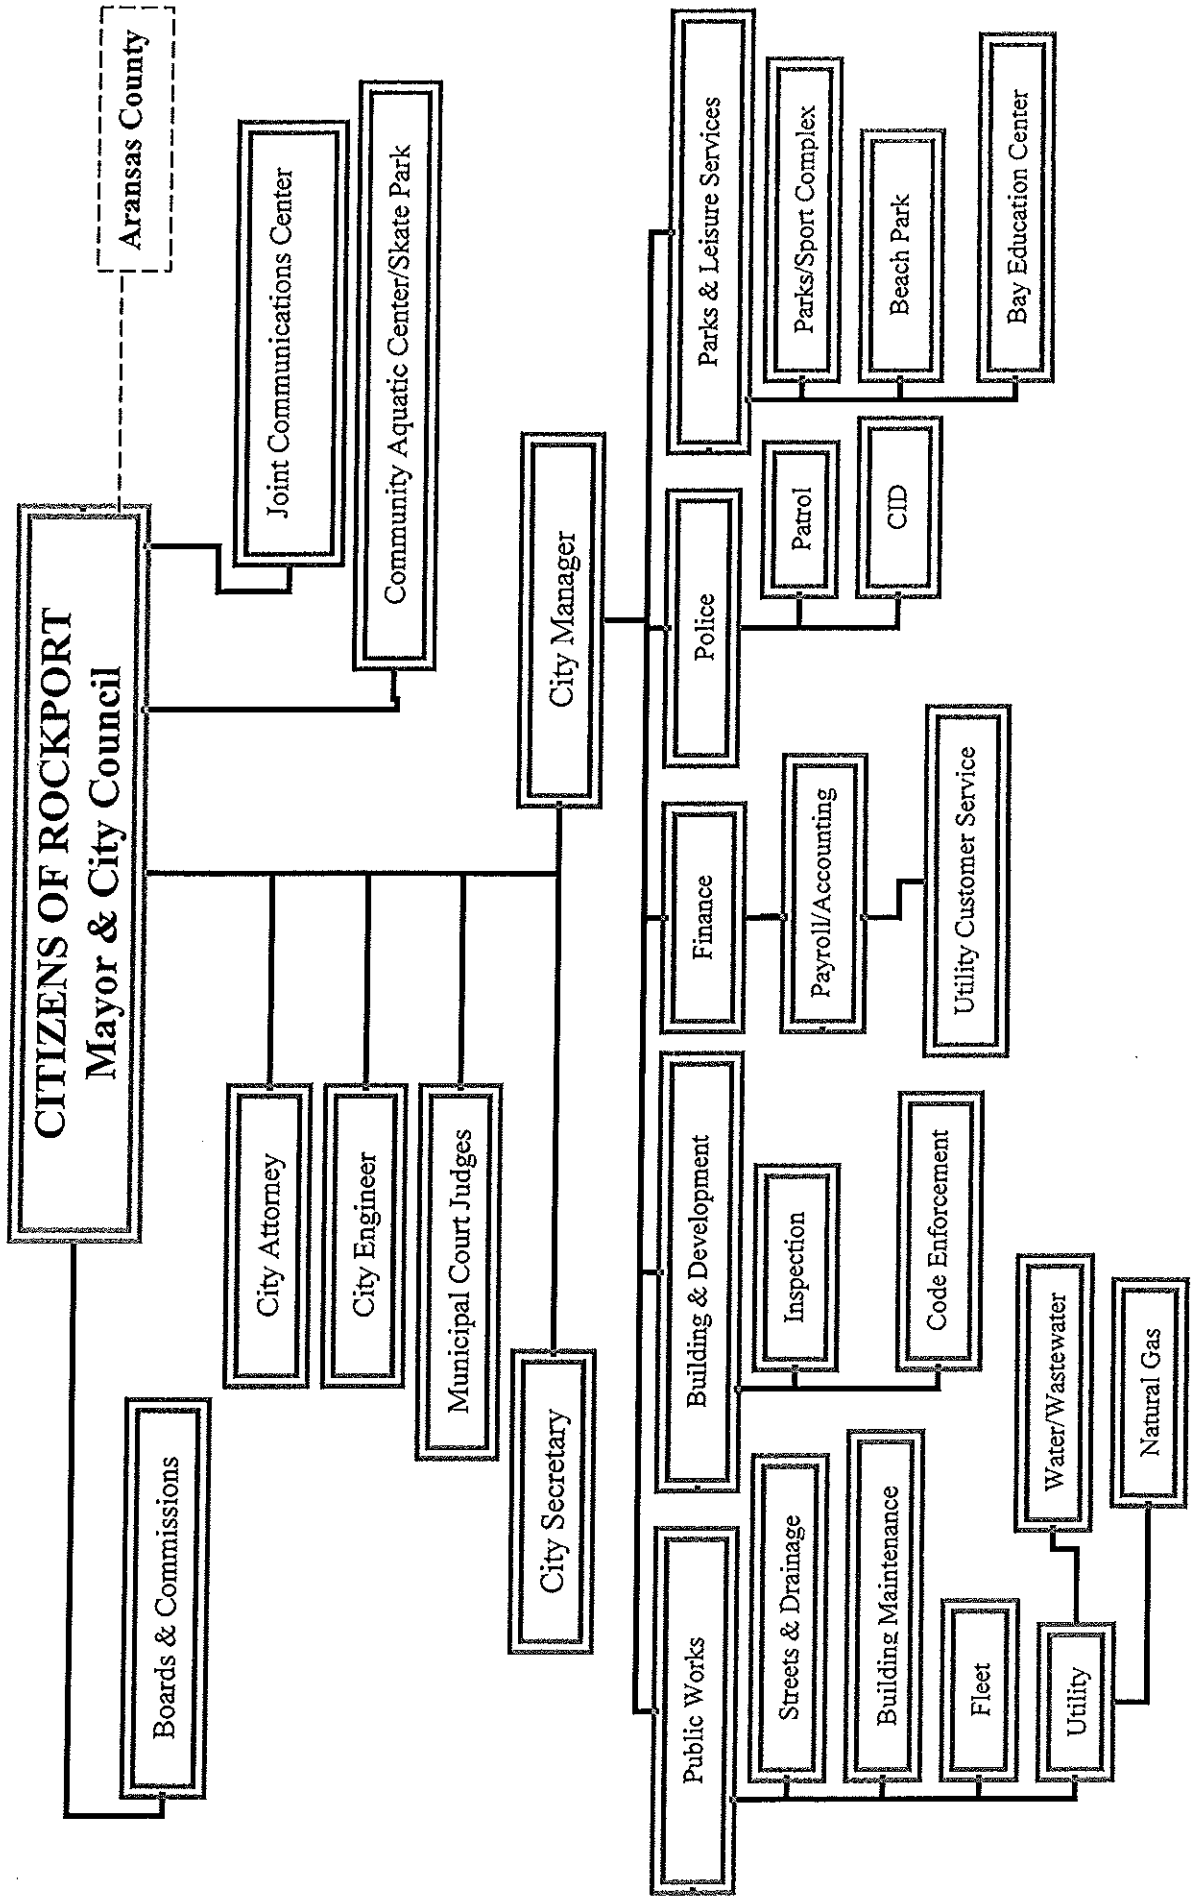 CITIZENS OF ROCKPORT
Mayor & City Council
Aransas County
Boards & Commissions
Joint Communications Center
Community Aquatic Center/Skate Park
City Attorney
City Engineer
Municipal Court Judges
City Secretary
City Manager
Public Works
Streets & Drainage
Building Maintenance
Fleet
Utility
Water/Wastewater
Natural Gas
Building & Development
Inspection
Code Enforcement
Finance
Payroll/Accounting
Utility Customer Service
Police
Patrol
CID
Parks & Leisure Services
Parks/Sport Complex
Beach Park
Bay Education Center